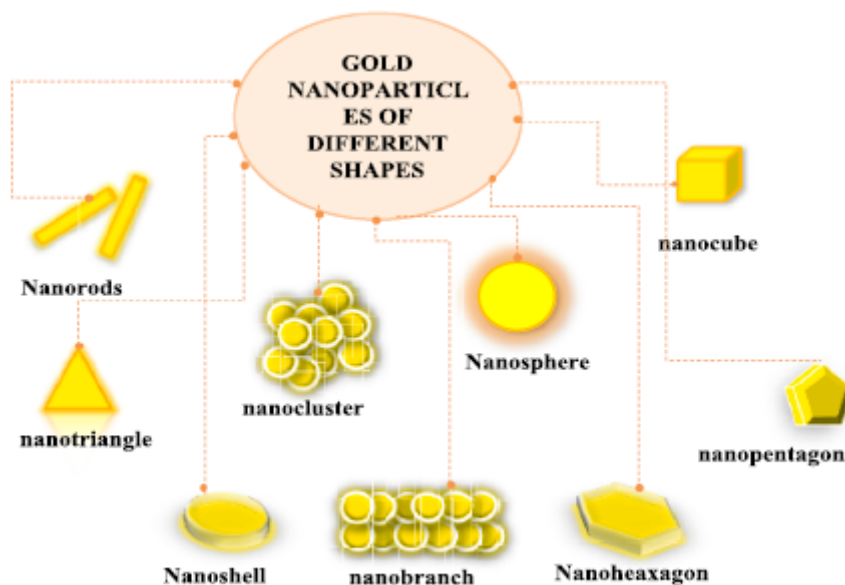 GOLD
NANOPARTICL
ES OF
DIFFERENT
SHAPES
nanocube
Nanorods
Nanosphere
nanocluster
nanotriangle
nanopentagon
Nanoshell
nanobranch
Nanoheaxagon